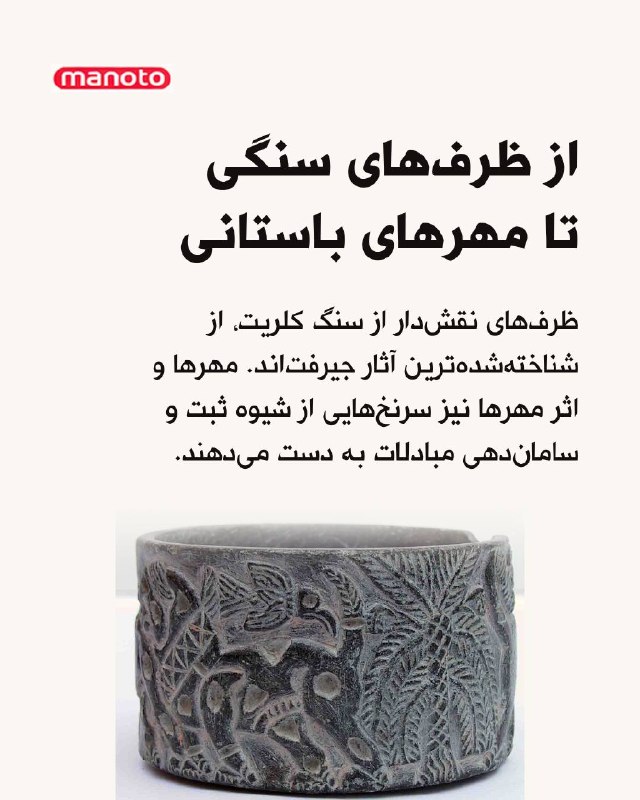 manoto
از ظرف‌های سنگی
تا مهرهای باستانی
ظرف‌های نقش‌دار از سنگ کلریت، از
شناخته‌شده‌ترین آثار جیرفت‌اند. مهرها و
اثر مهرها نیز سرنخ‌هایی از شیوه ثبت و
سامان‌دهی مبادلات به دست می‌دهند.